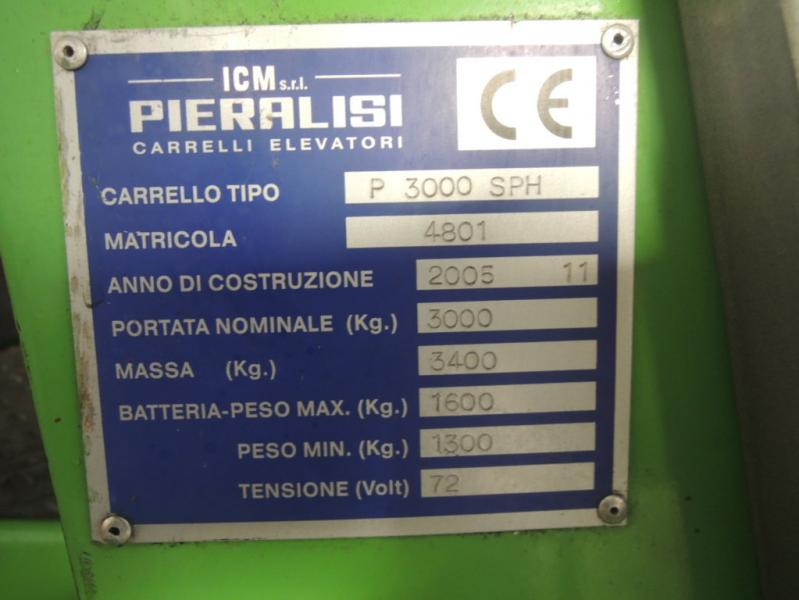 ICM s.r.l.
PIERALISI
CARRELLI ELEVATORI
CE
CARRELLO TIPO P 3000 SPH
MATRICOLA 4801
ANNO DI COSTRUZIONE 2005 11
PORTATA NOMINALE (Kg.) 3000
MASSA (Kg.) 3400
BATTERIA-PESO MAX. (Kg.) 1600
PESO MIN. (Kg.) 1300
TENSIONE (Volt) 72